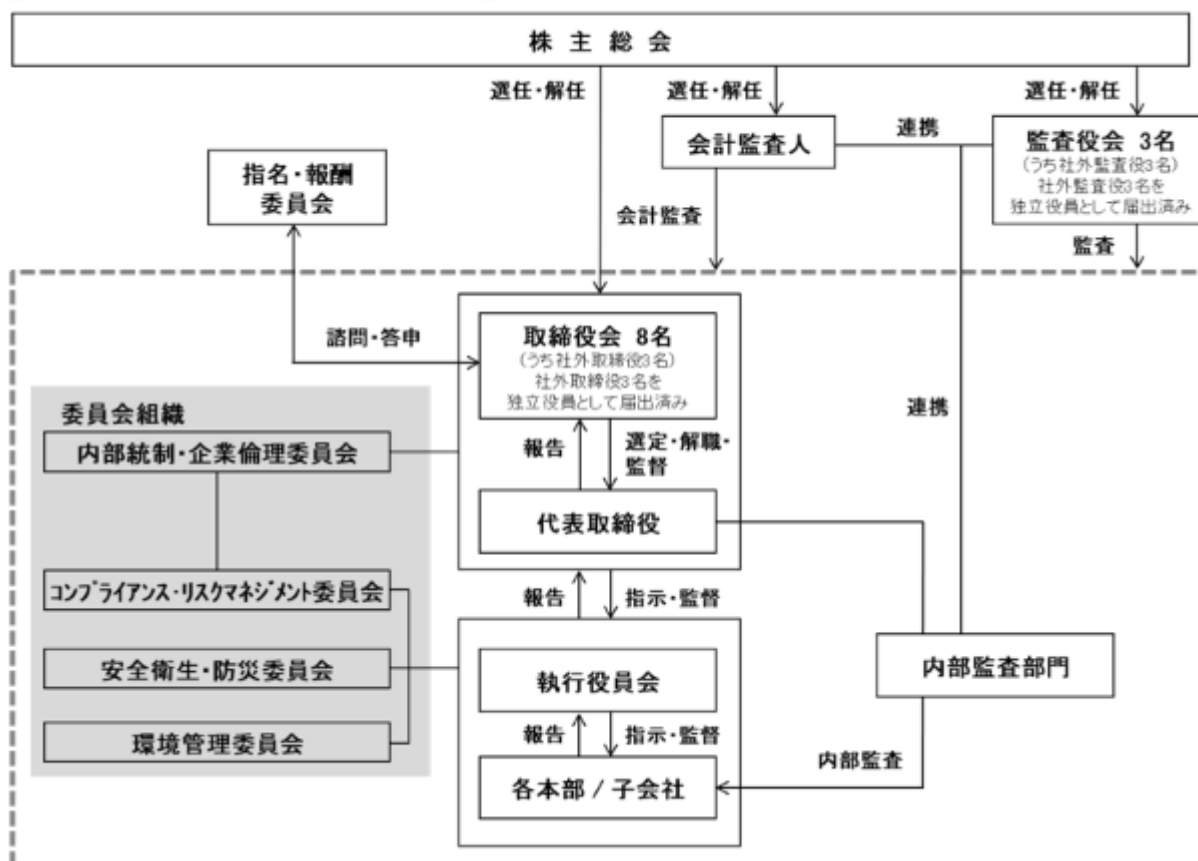 株主総会
選任・解任
選任・解任
選任・解任
会計監査人
連携
監査役会 3名
(うち社外監査役3名)
社外監査役3名を
独立役員として届出済み
指名・報酬
委員会
会計監査
監査
諮問・答申
取締役会 8名
(うち社外取締役3名)
社外取締役3名を
独立役員として届出済み
連携
委員会組織
内部統制・企業倫理委員会
報告
選定・解職・
監督
代表取締役
コンプライアンス・リスクマネジメント委員会
報告
指示・監督
安全衛生・防災委員会
執行役員会
内部監査部門
環境管理委員会
報告
指示・監督
内部監査
各本部 / 子会社